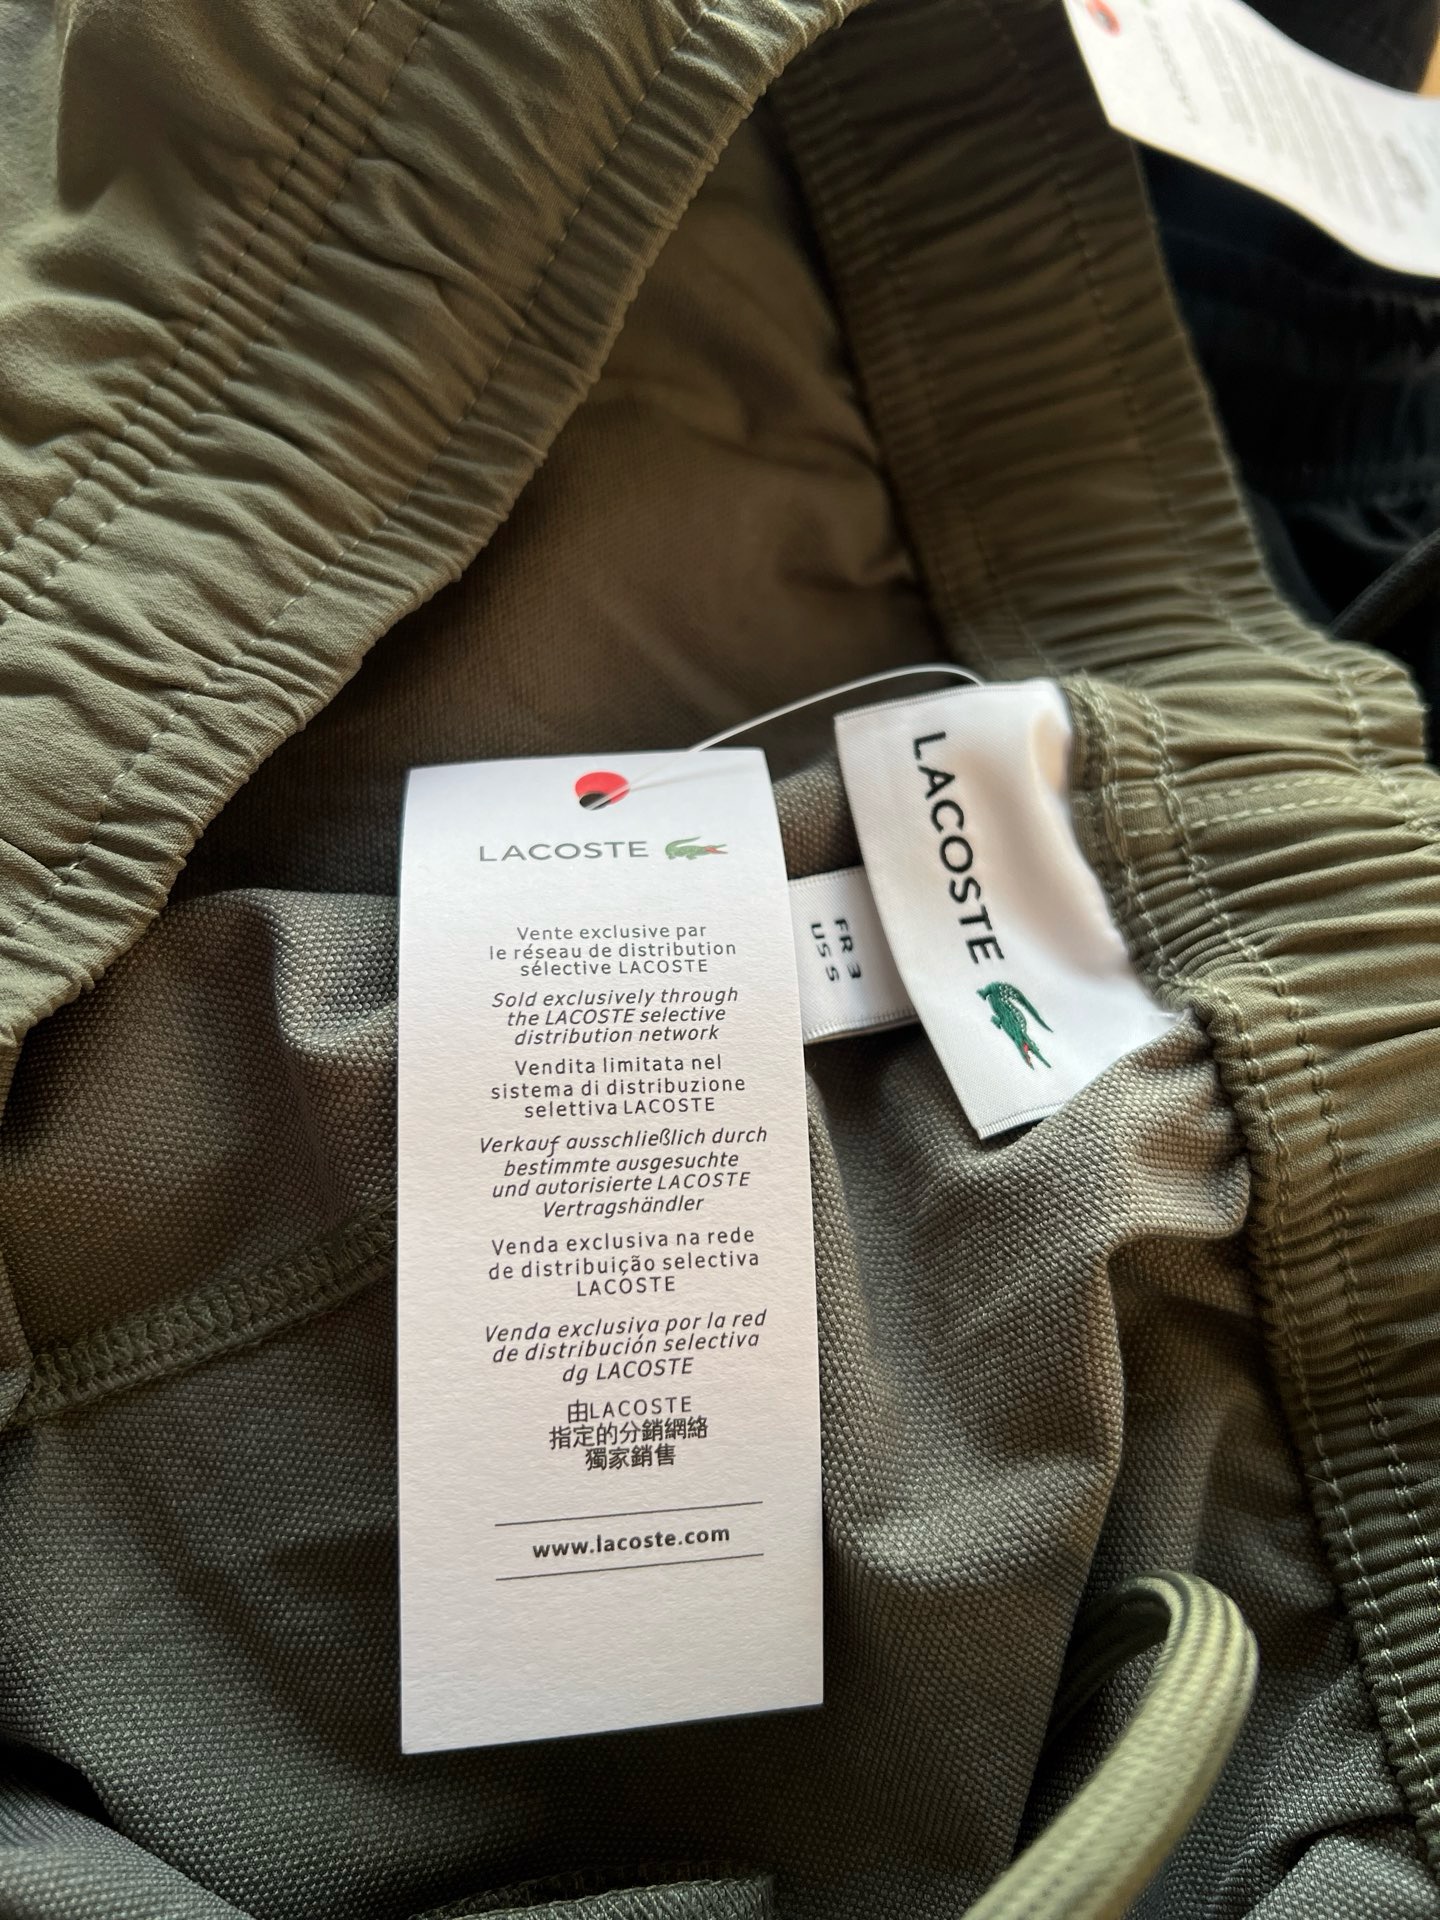 LACOSTE
Vente exclusive par
le réseau de distribution
sélective LACOSTE
Sold exclusively through
the LACOSTE selective
distribution network
Vendita limitata nel
sistema di distribuzione
selettiva LACOSTE
Verkauf ausschließlich durch
bestimmte ausgesuchte
und autorisierte LACOSTE
Vertragshändler
Venda exclusiva na rede
de distribuição selectiva
LACOSTE
Venda exclusiva por la red
de distribución selectiva
dg LACOSTE
由LACOSTE
指定的分銷網絡
獨家銷售
www.lacoste.com
LACOSTE
FR 3
US S